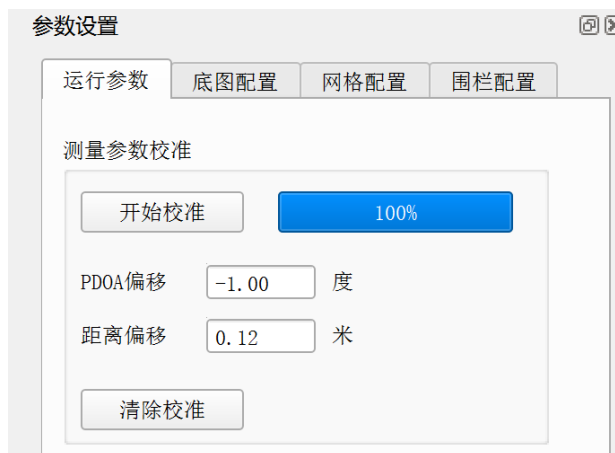 参数设置
运行参数 底图配置 网格配置 围栏配置
测量参数校准
开始校准 100%
PDOA偏移 -1.00 度
距离偏移 0.12 米
清除校准